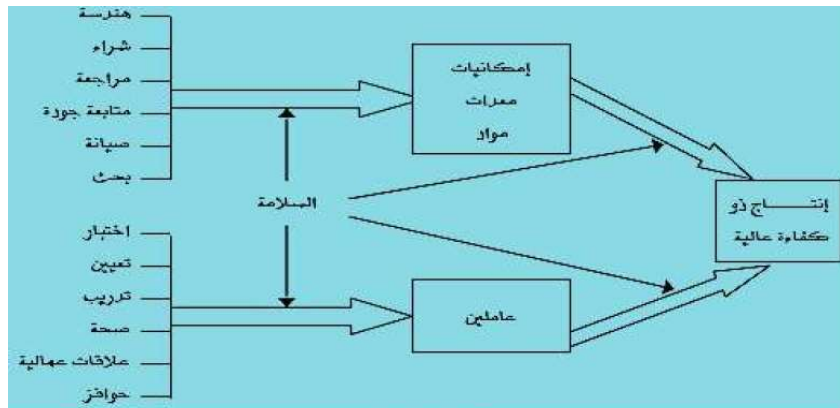 هندسة
شراء
مراجعة
متابعة جودة
صيانة
بحث
إمكانيات
معدات
مواد
السلامة
إنتاج ذو
كفاءة عالية
اختبار
تعيين
تدريب
صحة
علاقات عمالية
حوافز
عاملين